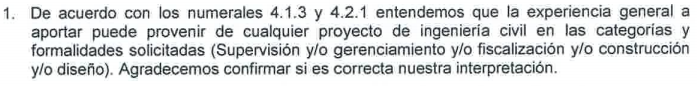 1. De acuerdo con los numerales 4.1.3 y 4.2.1 entendemos que la experiencia general a
aportar puede provenir de cualquier proyecto de ingeniería civil en las categorías y
formalidades solicitadas (Supervisión y/o gerenciamiento y/o fiscalización y/o construcción
y/o diseño). Agradecemos confirmar si es correcta nuestra interpretación.